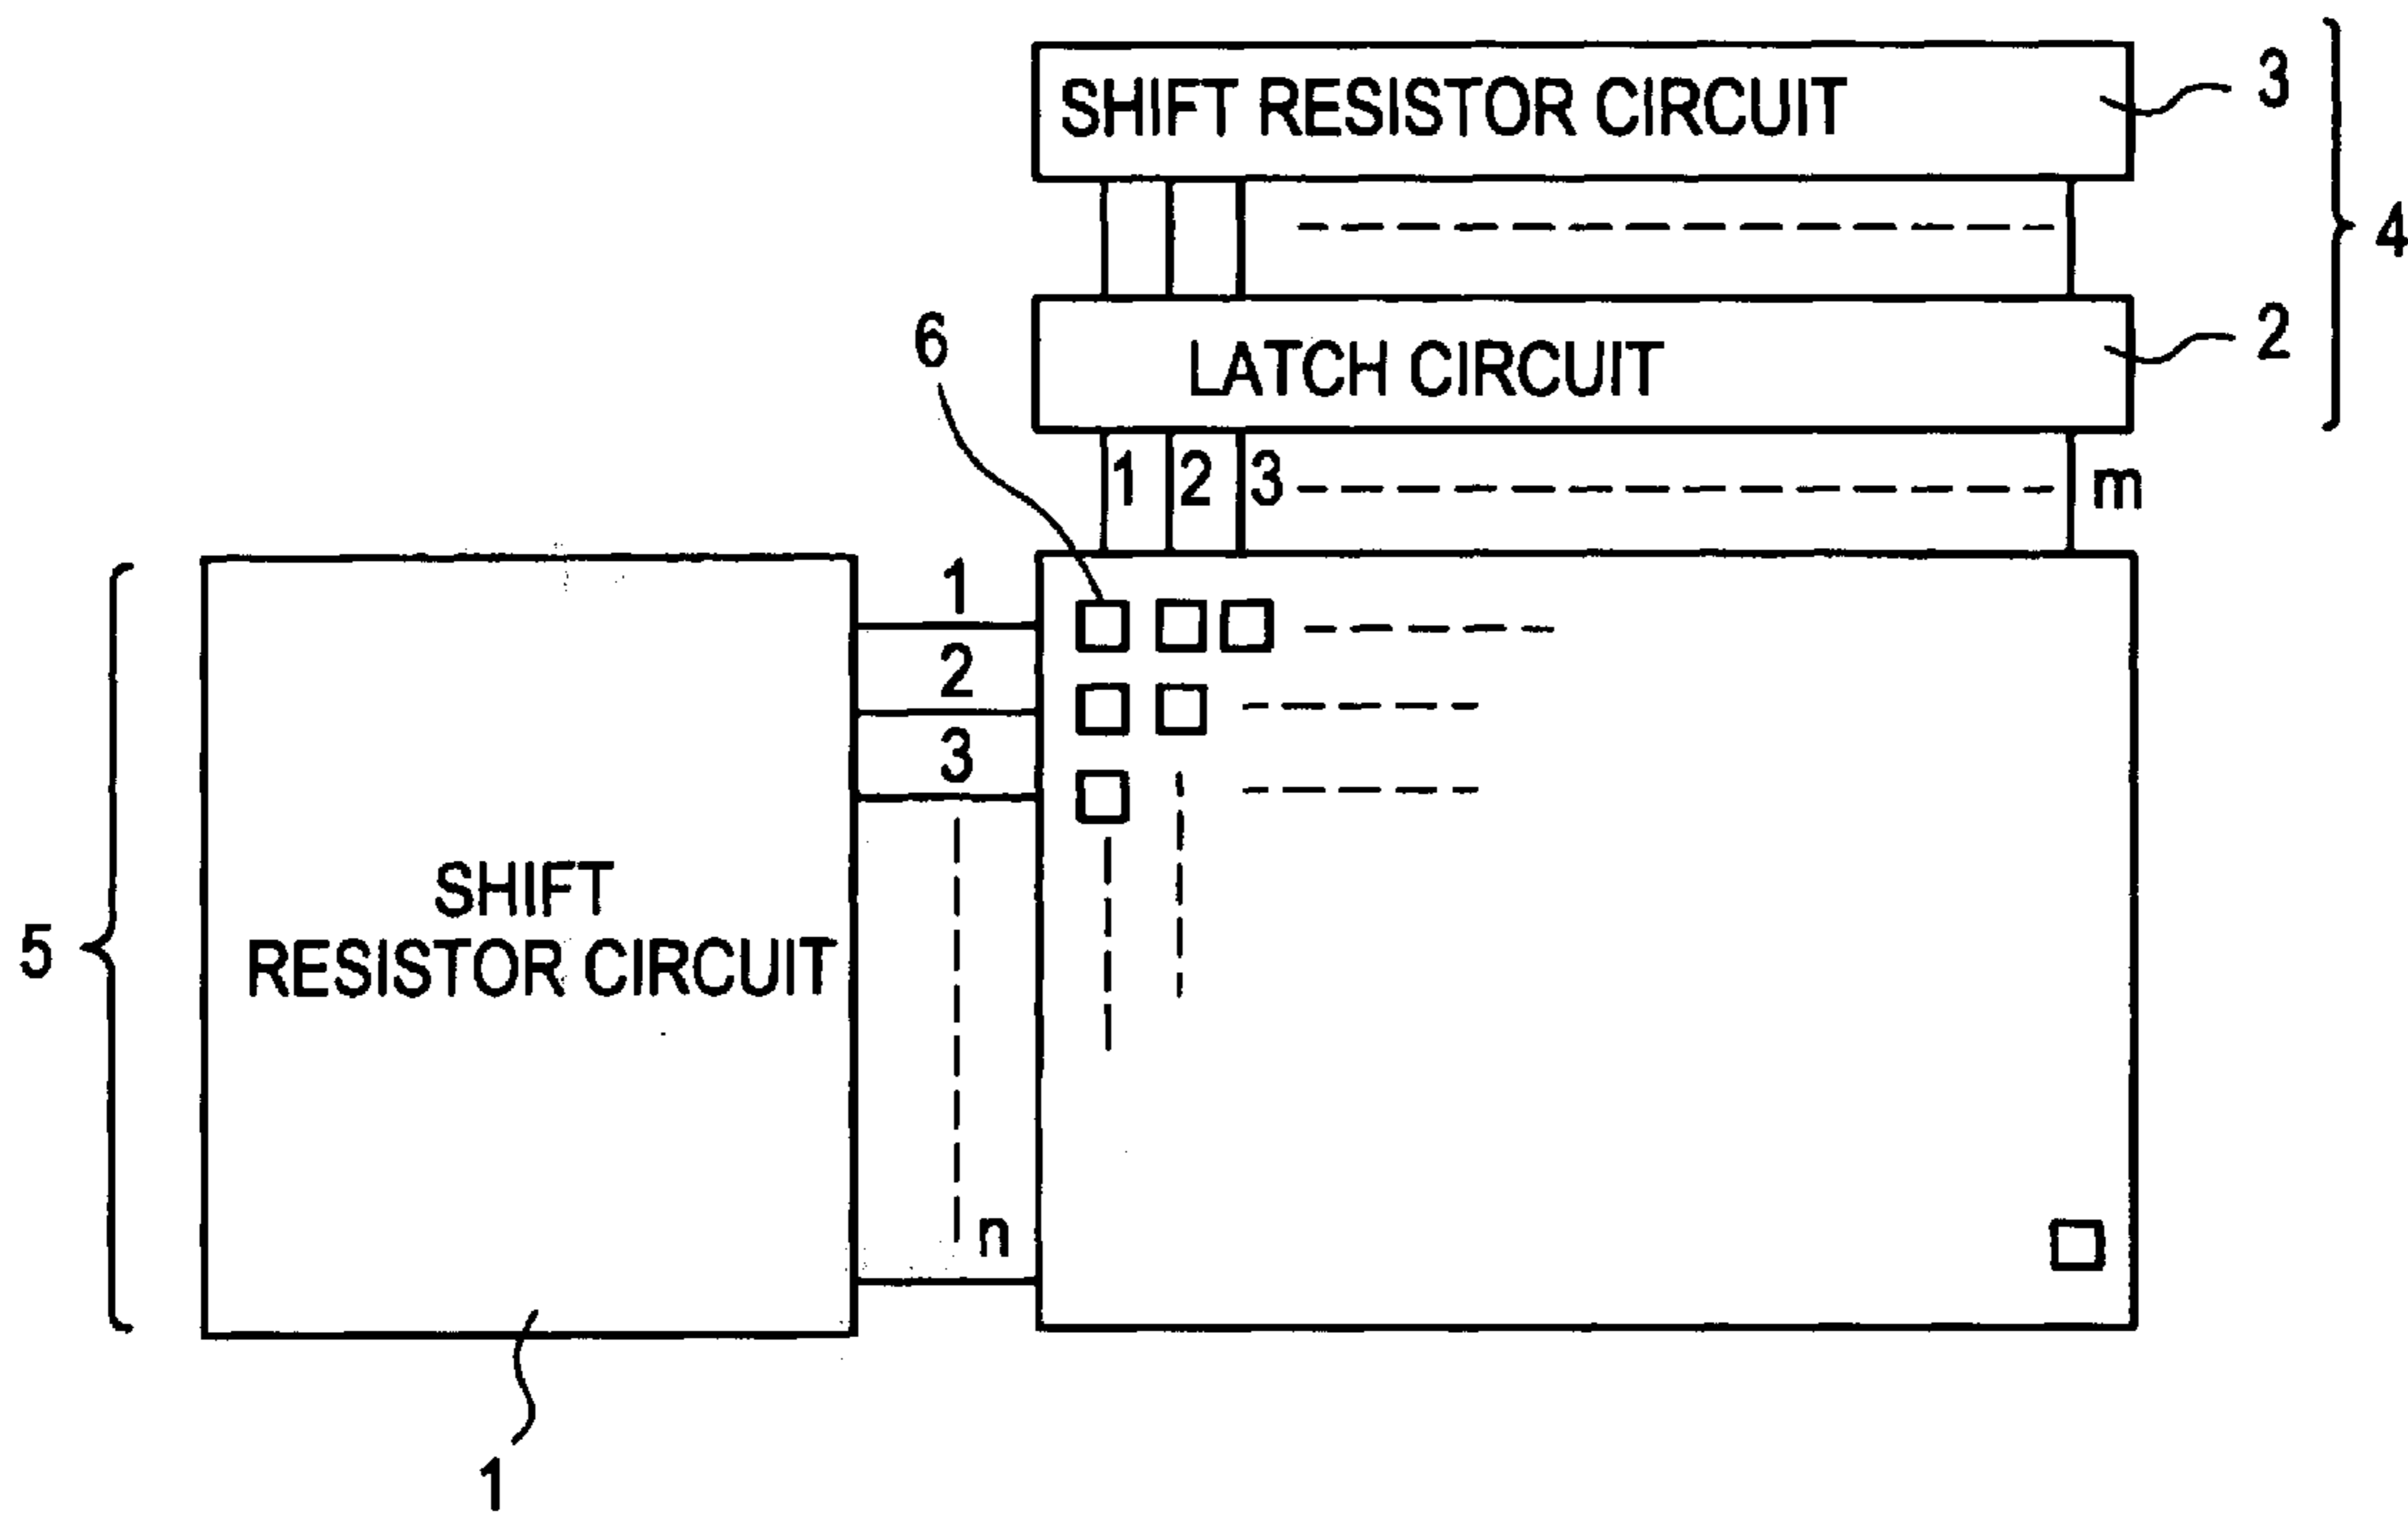 SHIFT RESISTOR CIRCUIT
3
4
LATCH CIRCUIT
2
6
1 2 3 m
1
2
3
n
5
SHIFT
RESISTOR CIRCUIT
1